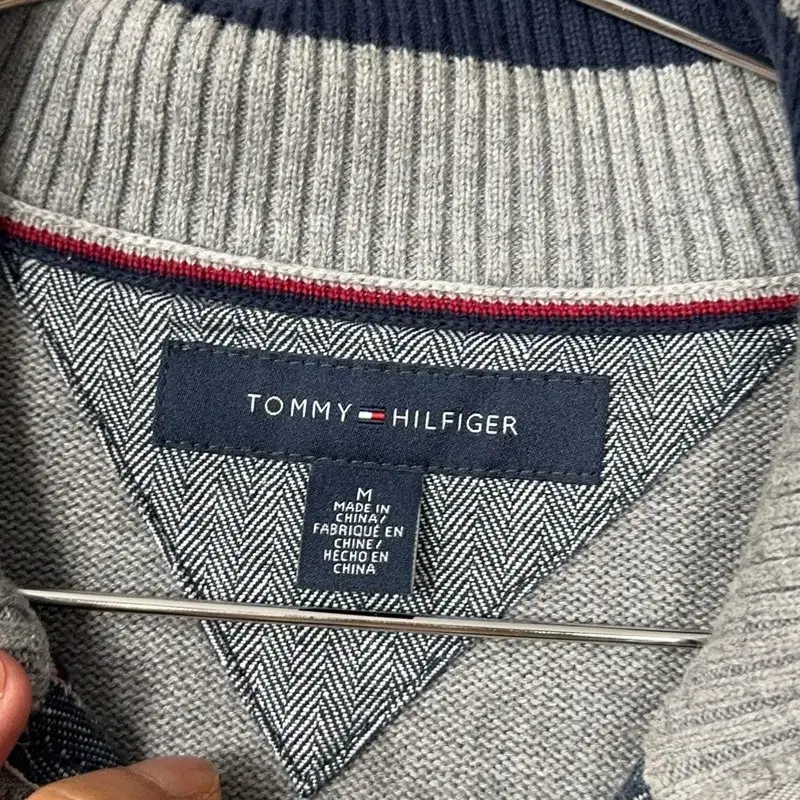 TOMMY HILFIGER
M
MADE IN
CHINA/
FABRIQUÉ EN
CHINE/
HECHO EN
CHINA